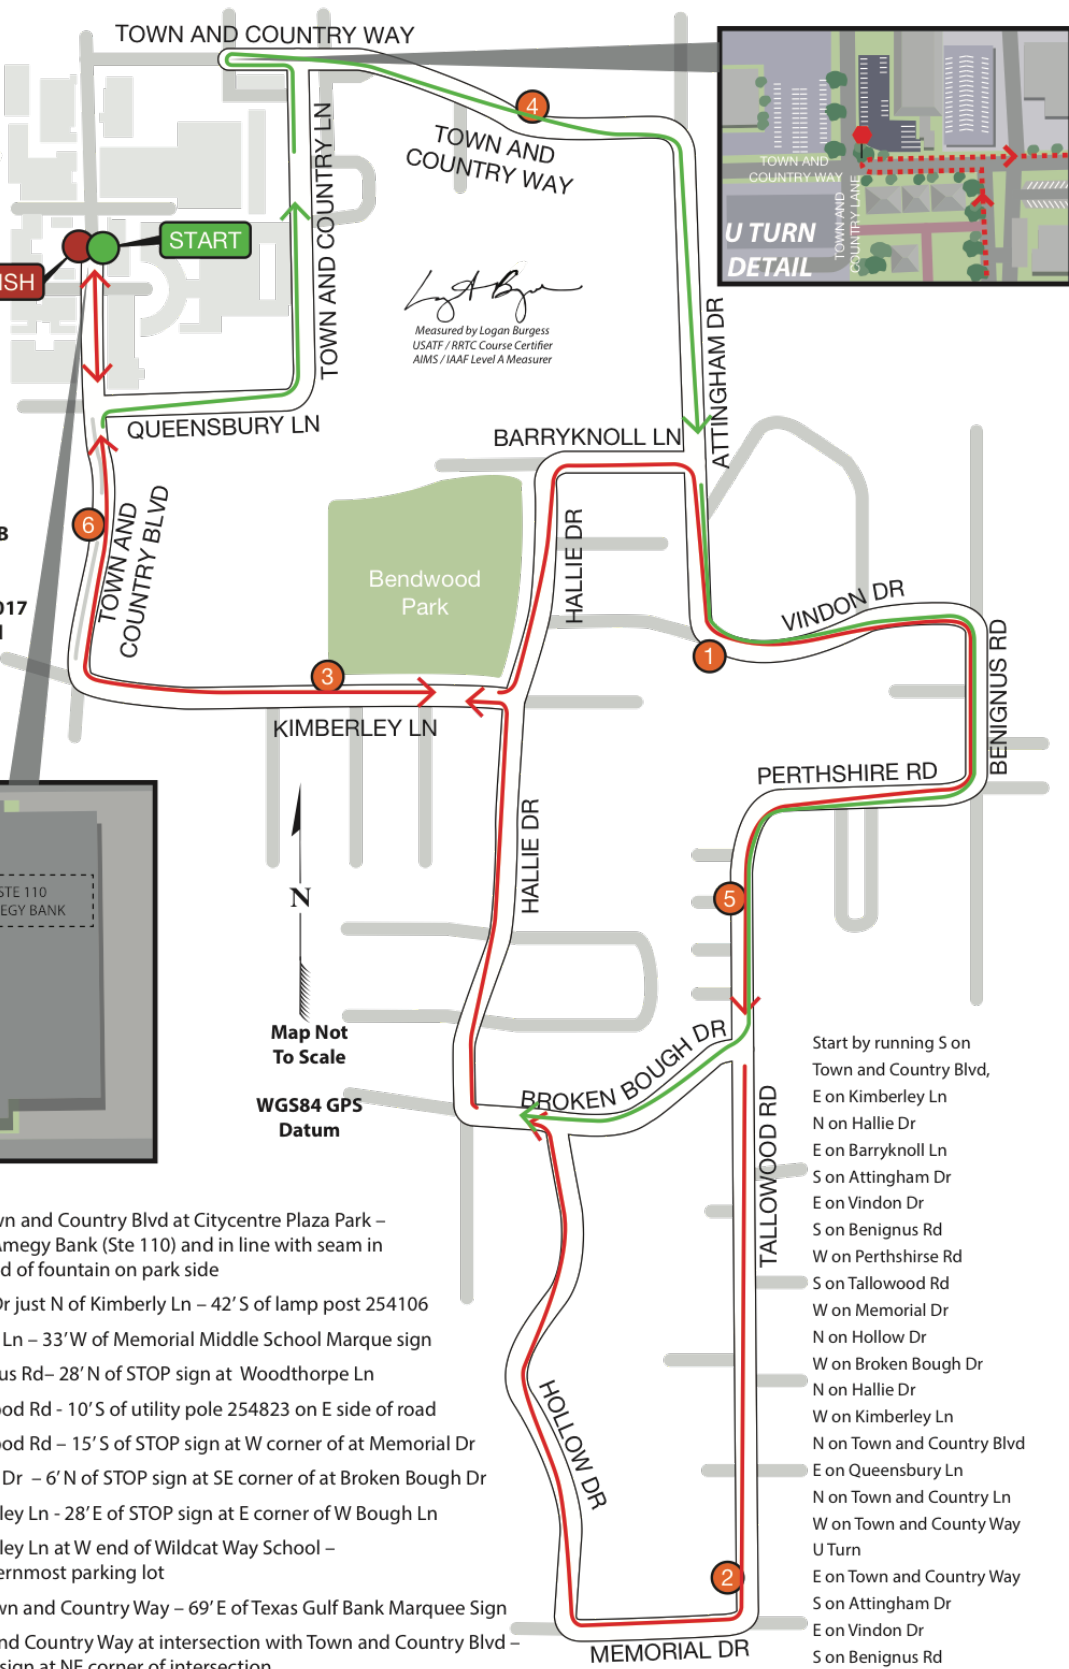 TOWN AND COUNTRY WAY
4
TOWN AND
COUNTRY WAY
TOWN AND COUNTRY LN
TOWN AND
COUNTRY WAY
TOWN AND
COUNTRY LANE
U TURN
DETAIL
START
ISH
Measured by Logan Burgess
USATF / RRTC Course Certifier
AIMS / IAAF Level A Measurer
ATTINGHAM DR
QUEENSBURY LN
BARRYKNOLL LN
6
TOWN AND
COUNTRY BLVD
B
017
Bendwood
Park
HALLIE DR
VINDON DR
1
BENIGNUS RD
3
KIMBERLEY LN
PERTHSHIRE RD
HALLIE DR
5
STE 110
EGY BANK
N
Map Not
To Scale
WGS84 GPS
Datum
BROKEN BOUGH DR
TALLOWOOD RD
HOLLOW DR
2
MEMORIAL DR
Start by running S on
Town and Country Blvd,
E on Kimberley Ln
N on Hallie Dr
E on Barryknoll Ln
S on Attingham Dr
E on Vindon Dr
S on Benignus Rd
W on Perthshirse Rd
S on Tallowood Rd
W on Memorial Dr
N on Hollow Dr
W on Broken Bough Dr
N on Hallie Dr
W on Kimberley Ln
N on Town and Country Blvd
E on Queensbury Ln
N on Town and Country Ln
W on Town and County Way
U Turn
E on Town and Country Way
S on Attingham Dr
E on Vindon Dr
S on Benignus Rd
wn and Country Blvd at Citycentre Plaza Park –
Amegy Bank (Ste 110) and in line with seam in
d of fountain on park side
Dr just N of Kimberly Ln – 42' S of lamp post 254106
Ln – 33' W of Memorial Middle School Marque sign
us Rd– 28' N of STOP sign at Woodthorpe Ln
ood Rd - 10' S of utility pole 254823 on E side of road
ood Rd – 15' S of STOP sign at W corner of at Memorial Dr
Dr – 6' N of STOP sign at SE corner of at Broken Bough Dr
ley Ln - 28' E of STOP sign at E corner of W Bough Ln
ley Ln at W end of Wildcat Way School –
ernmost parking lot
wn and Country Way – 69' E of Texas Gulf Bank Marquee Sign
nd Country Way at intersection with Town and Country Blvd –
sign at NE corner of intersection